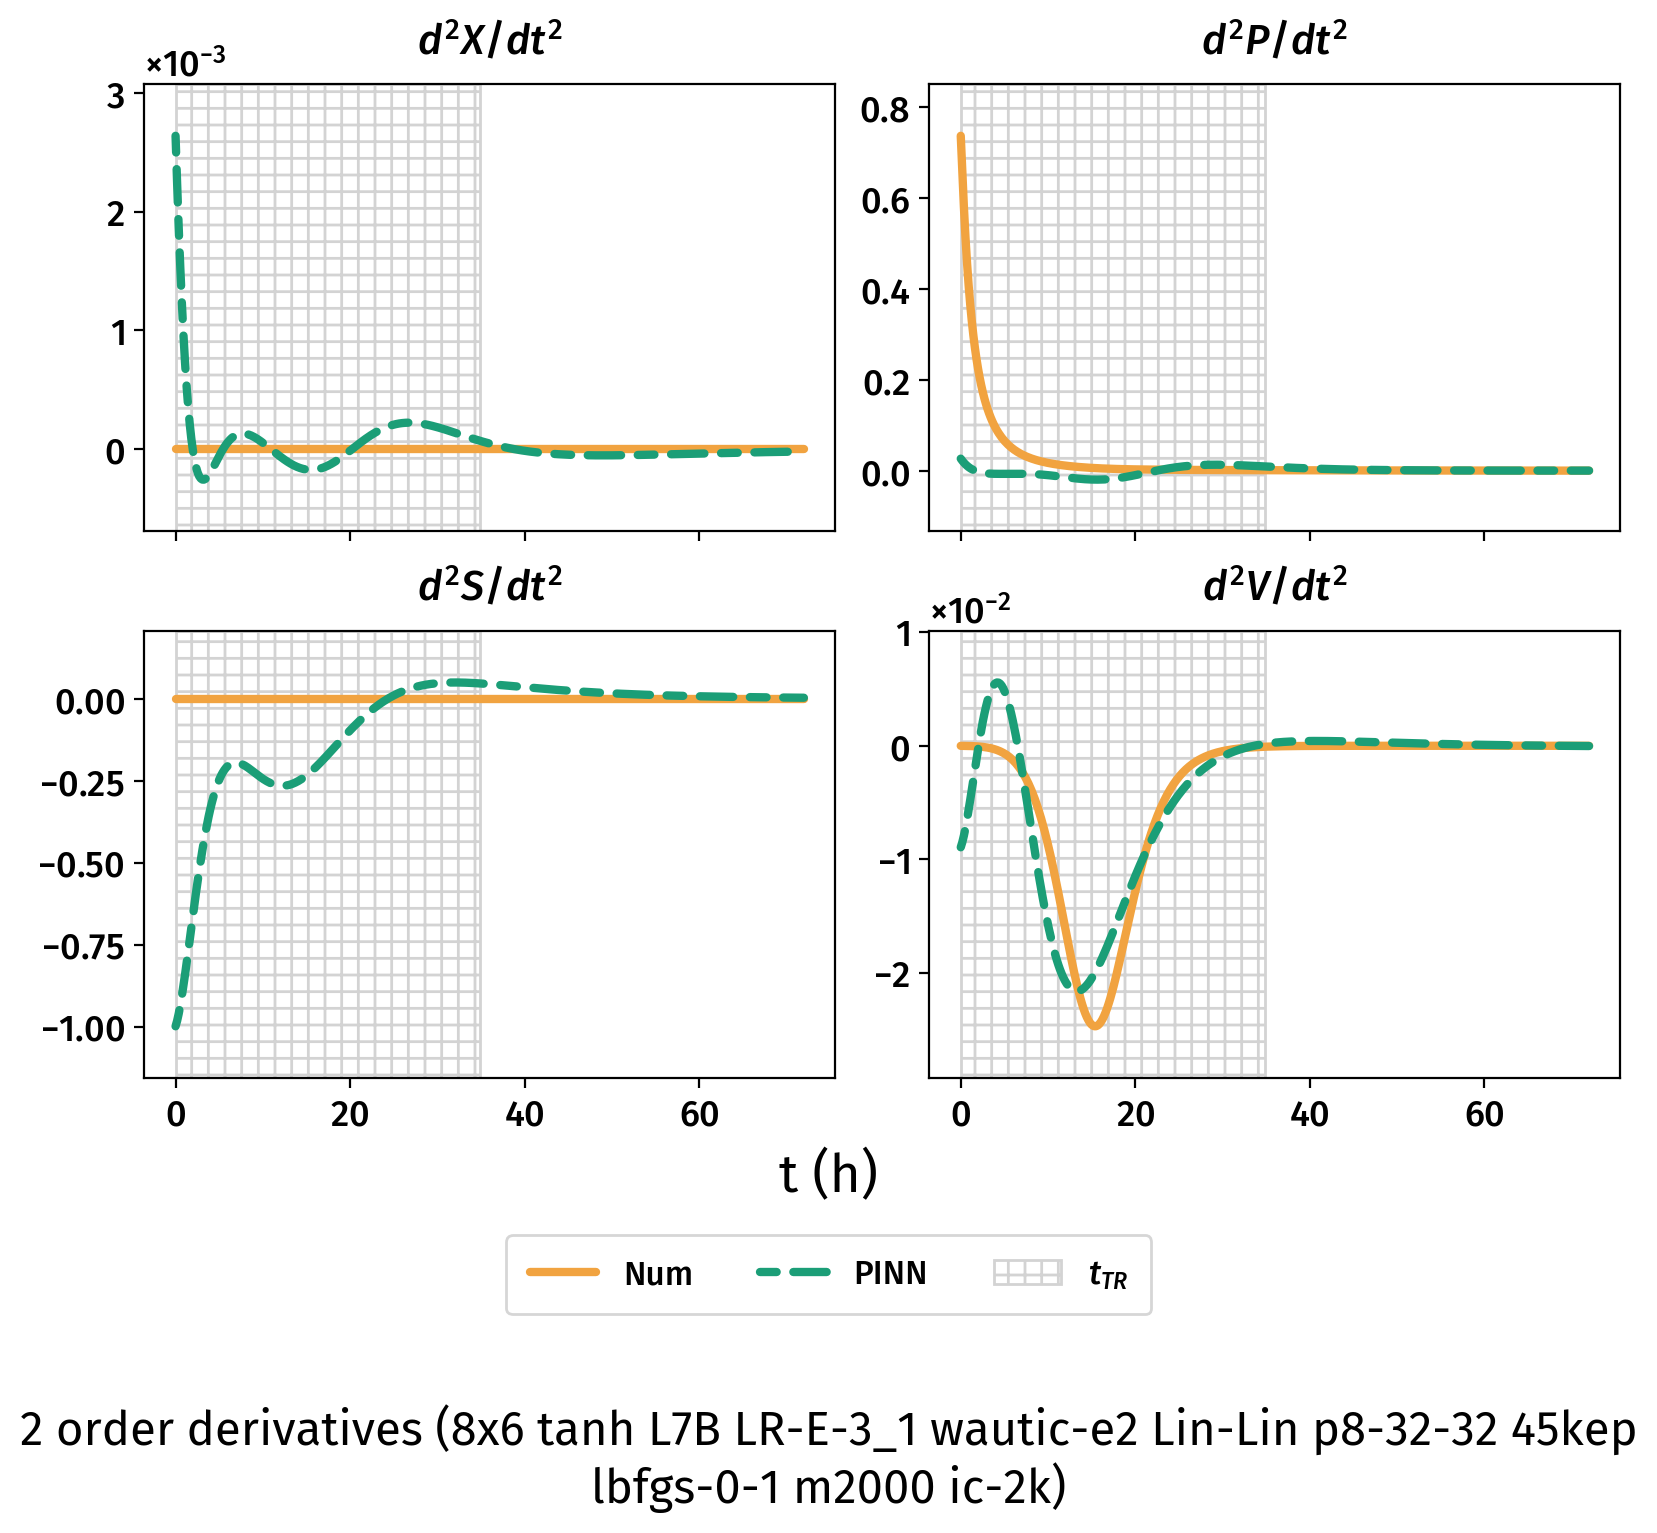 d²X/dt²
×10⁻³
3
2
1
0
d²P/dt²
0.8
0.6
0.4
0.2
0.0
d²S/dt²
0.00
−0.25
−0.50
−0.75
−1.00
0 20 40 60
d²V/dt²
×10⁻²
1
0
−1
−2
0 20 40 60
t (h)
Num PINN t_TR
2 order derivatives (8x6 tanh L7B LR-E-3_1 wautic-e2 Lin-Lin p8-32-32 45kep
lbfgs-0-1 m2000 ic-2k)